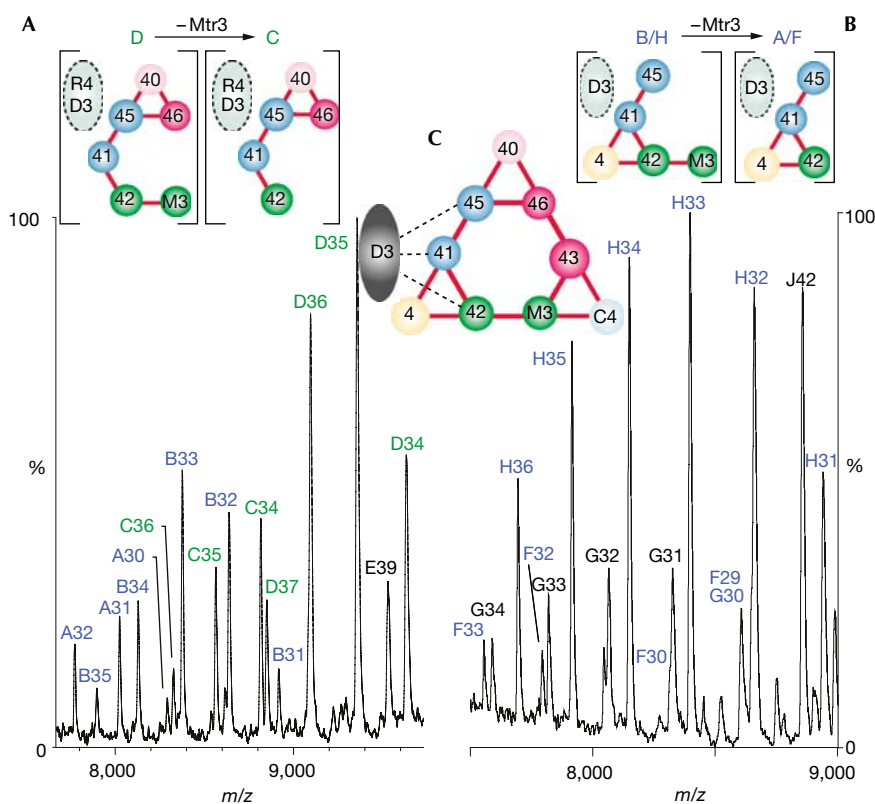 A
– Mtr3
D
C
R4
D3
40
45
46
41
42
M3
R4
D3
40
45
46
41
42
– Mtr3
B/H
A/F
B
D3
45
41
4
42
M3
D3
45
41
4
42
C
40
45
46
D3
41
43
4
42
M3
C4
100
%
0
D35
D36
D34
B33
B32
C34
C36
A30
B34
A31
A32
B35
C35
D37
B31
E39
8,000
9,000
m/z
100
%
0
H33
H34
H32
J42
H35
H36
H31
F32
G33
G34
F33
G32
G31
F30
F29
G30
8,000
9,000
m/z